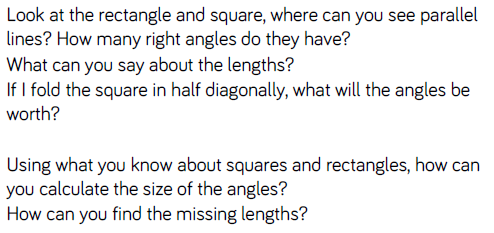 Look at the rectangle and square, where can you see parallel
lines? How many right angles do they have?
What can you say about the lengths?
If I fold the square in half diagonally, what will the angles be
worth?
Using what you know about squares and rectangles, how can
you calculate the size of the angles?
How can you find the missing lengths?